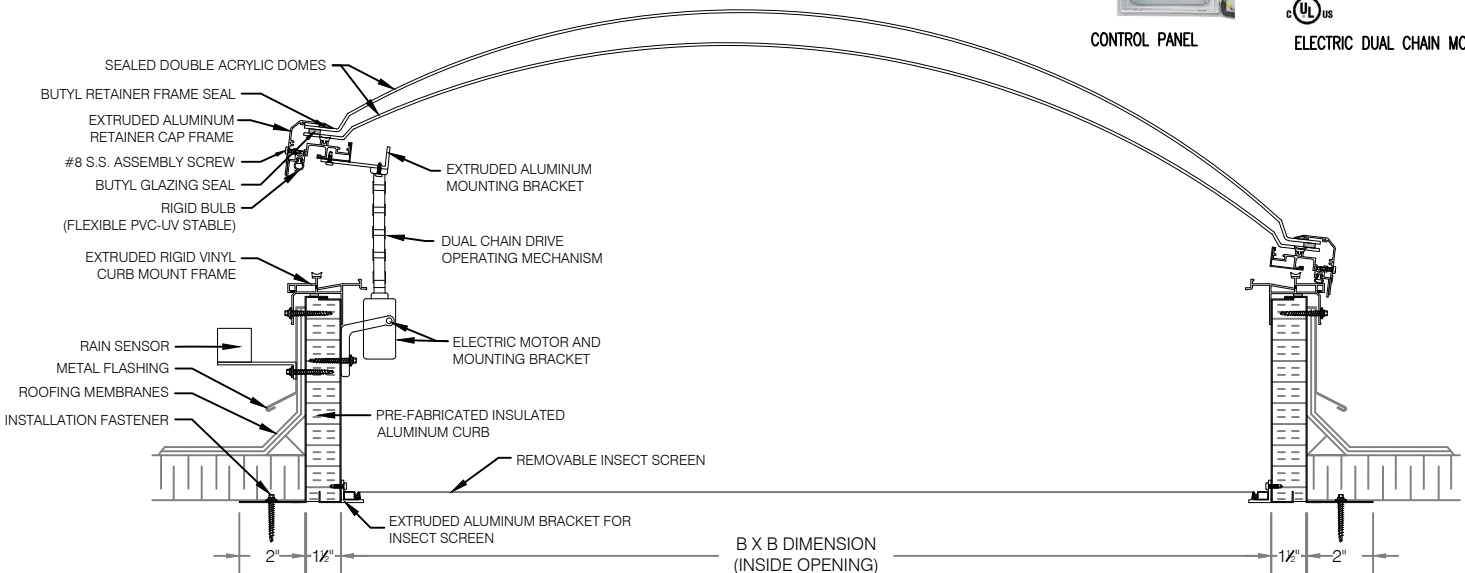 CONTROL PANEL
c UL us
SEALED DOUBLE ACRYLIC DOMES
BUTYL RETAINER FRAME SEAL
EXTRUDED ALUMINUM
RETAINER CAP FRAME
#8 S.S. ASSEMBLY SCREW
BUTYL GLAZING SEAL
RIGID BULB
(FLEXIBLE PVC-UV STABLE)
EXTRUDED RIGID VINYL
CURB MOUNT FRAME
RAIN SENSOR
METAL FLASHING
ROOFING MEMBRANES
INSTALLATION FASTENER
EXTRUDED ALUMINUM
MOUNTING BRACKET
DUAL CHAIN DRIVE
OPERATING MECHANISM
ELECTRIC MOTOR AND
MOUNTING BRACKET
PRE-FABRICATED INSULATED
ALUMINUM CURB
REMOVABLE INSECT SCREEN
EXTRUDED ALUMINUM BRACKET FOR
INSECT SCREEN
2"
1½"
B X B DIMENSION
(INSIDE OPENING)
1½"
2"
ELECTRIC DUAL CHAIN MO